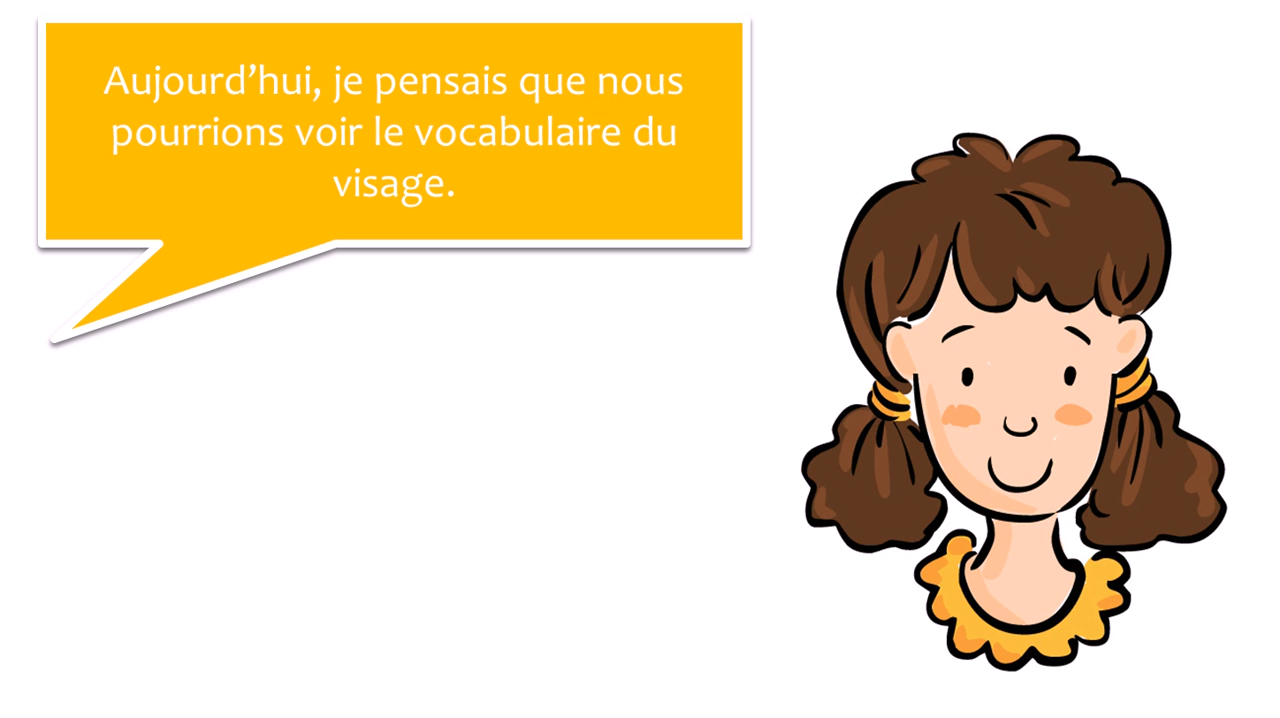 Aujourd’hui, je pensais que nous
pourrions voir le vocabulaire du
visage.